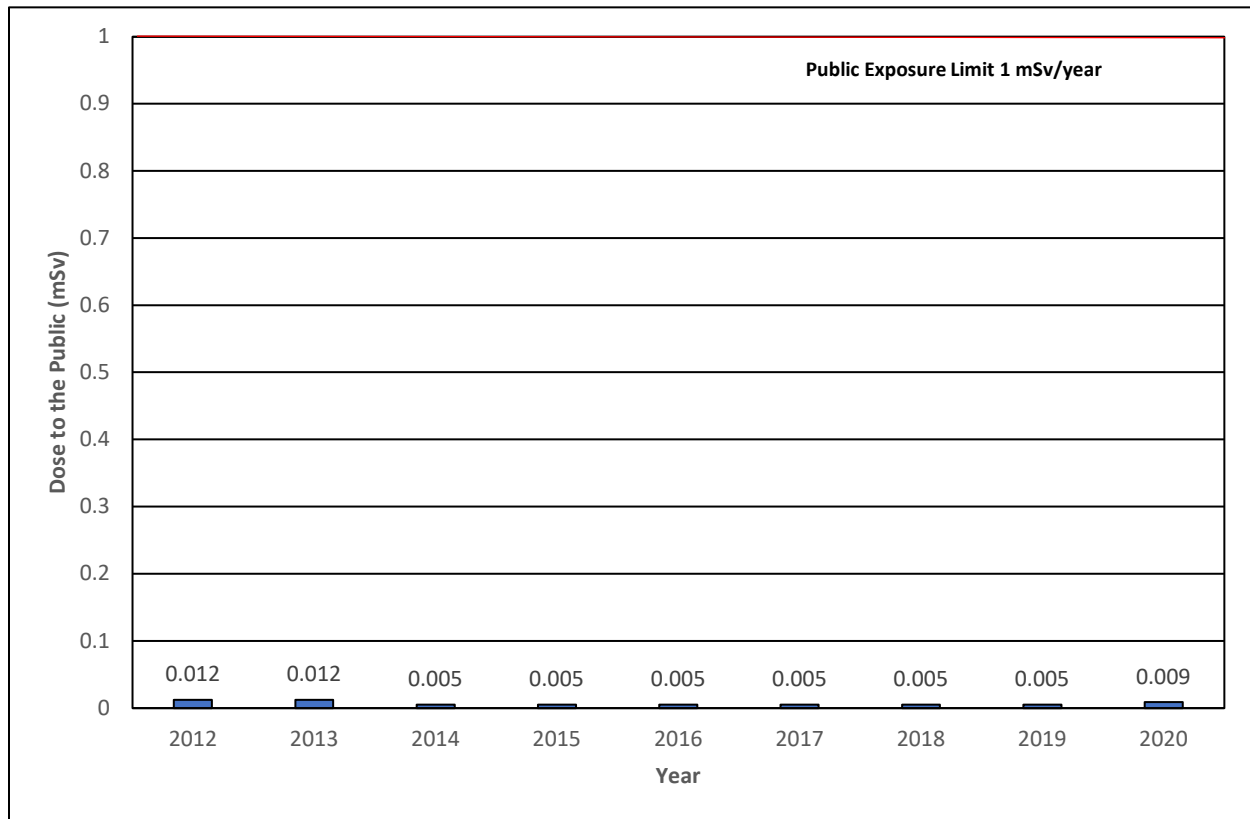 1
Public Exposure Limit 1 mSv/year
0.9
0.8
0.7
0.6
0.5
0.4
0.3
0.2
0.1
0
Dose to the Public (mSv)
0.012 0.012 0.005 0.005 0.005 0.005 0.005 0.005 0.009
2012 2013 2014 2015 2016 2017 2018 2019 2020
Year